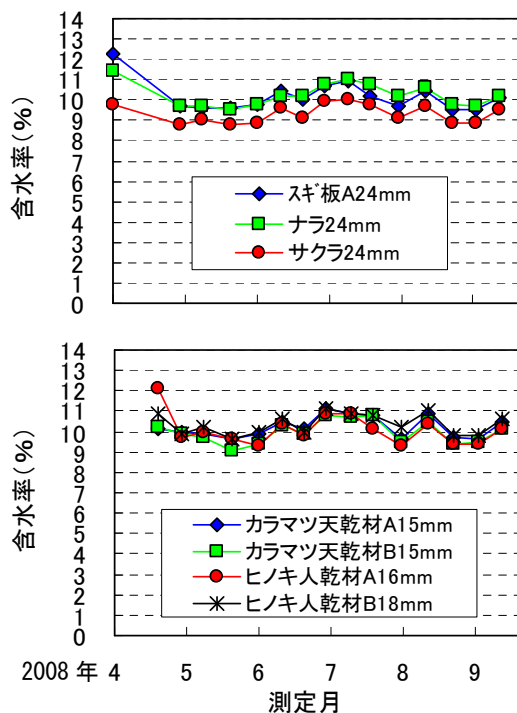 14
13
12
11
10
9
8
7
6
5
4
3
2
1
0
含水率(%)
スギ板A24mm
ナラ24mm
サクラ24mm
14
13
12
11
10
9
8
7
6
5
4
3
2
1
0
含水率(%)
カラマツ天乾材A15mm
カラマツ天乾材B15mm
ヒノキ人乾材A16mm
ヒノキ人乾材B18mm
2008 年 4 5 6 7 8 9
測定月